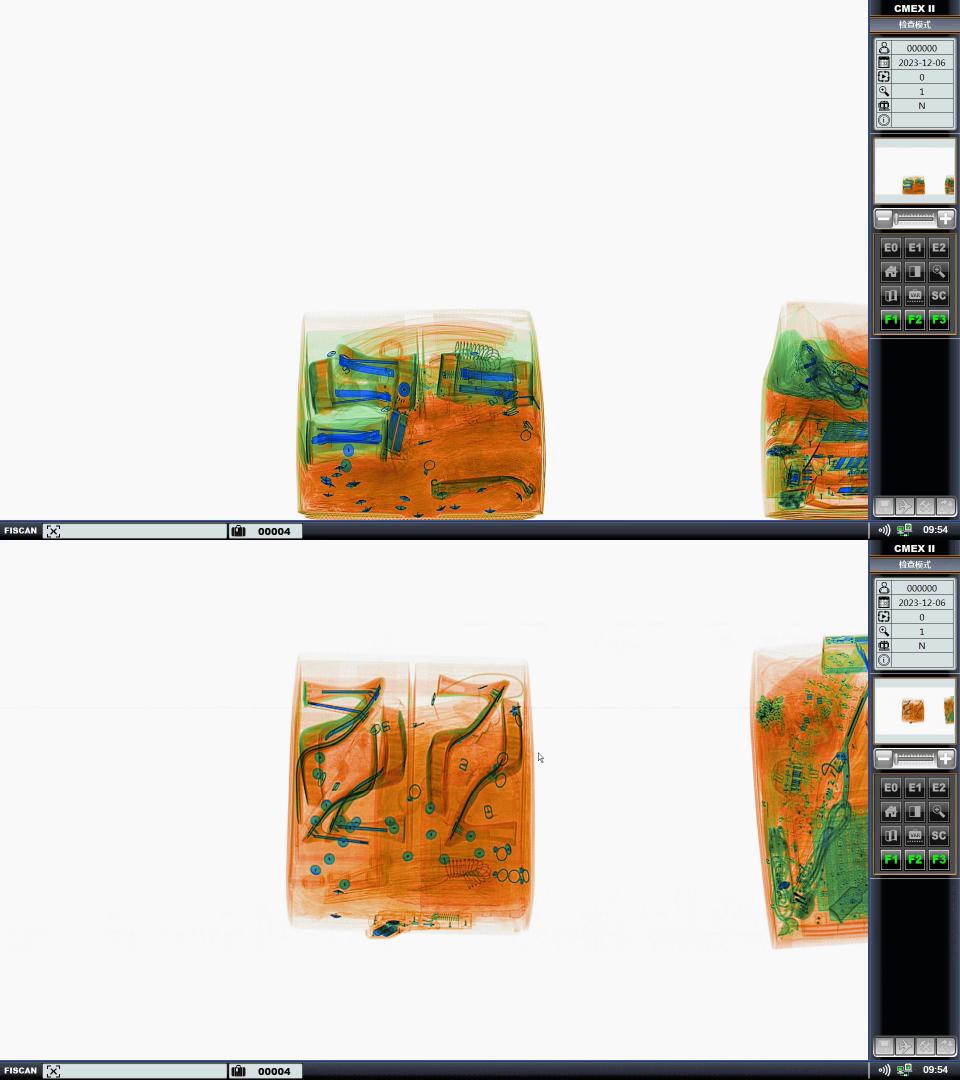 CMEX II
检查模式
000000
2023-12-06
0
1
N
E0 E1 E2
VAR SC
F1 F2 F3
FISCAN 00004 09:54
CMEX II
检查模式
000000
2023-12-06
0
1
N
E0 E1 E2
VAR SC
F1 F2 F3
FISCAN 00004 09:54